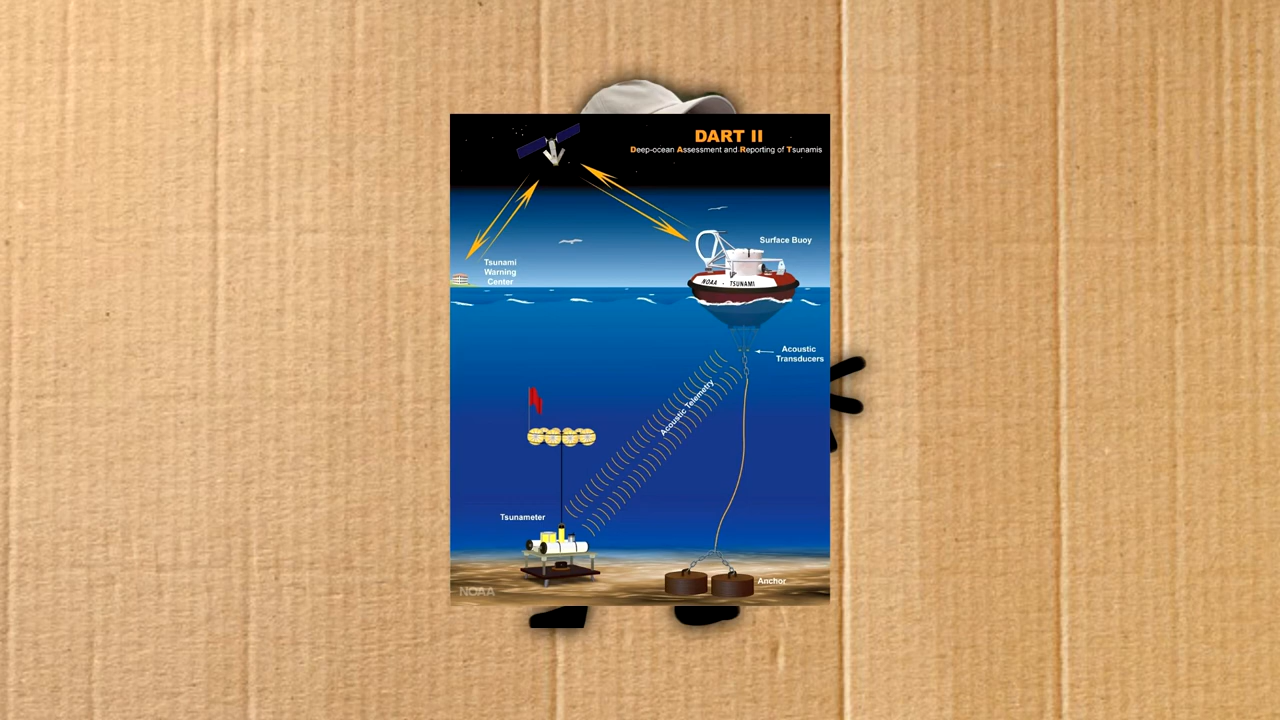 DART II
Deep-ocean Assessment and Reporting of Tsunamis
Surface Buoy
Tsunami
Warning
Center
NOAA - TSUNAMI
Acoustic
Transducers
Acoustic Telemetry
Tsunameter
Anchor
NOAA